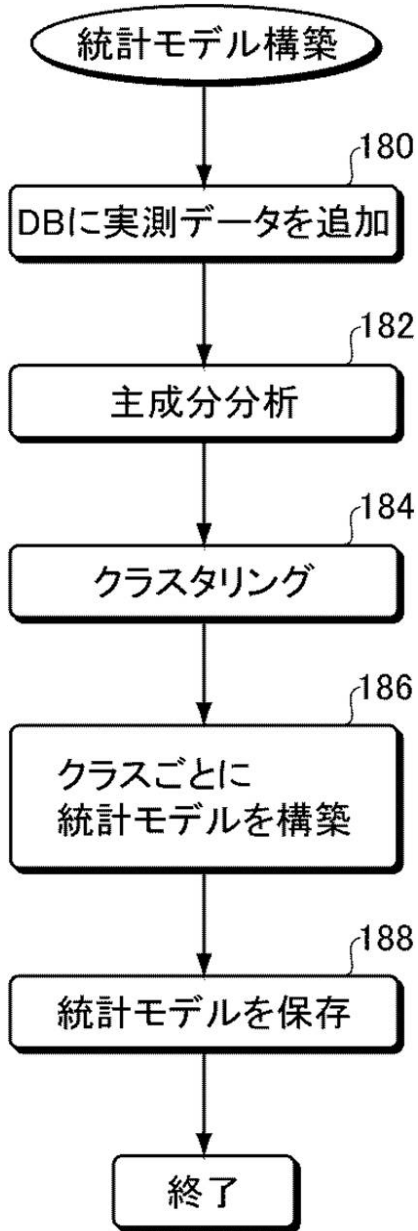 統計モデル構築
180
DBに実測データを追加
182
主成分分析
184
クラスタリング
186
クラスごとに
統計モデルを構築
188
統計モデルを保存
終了